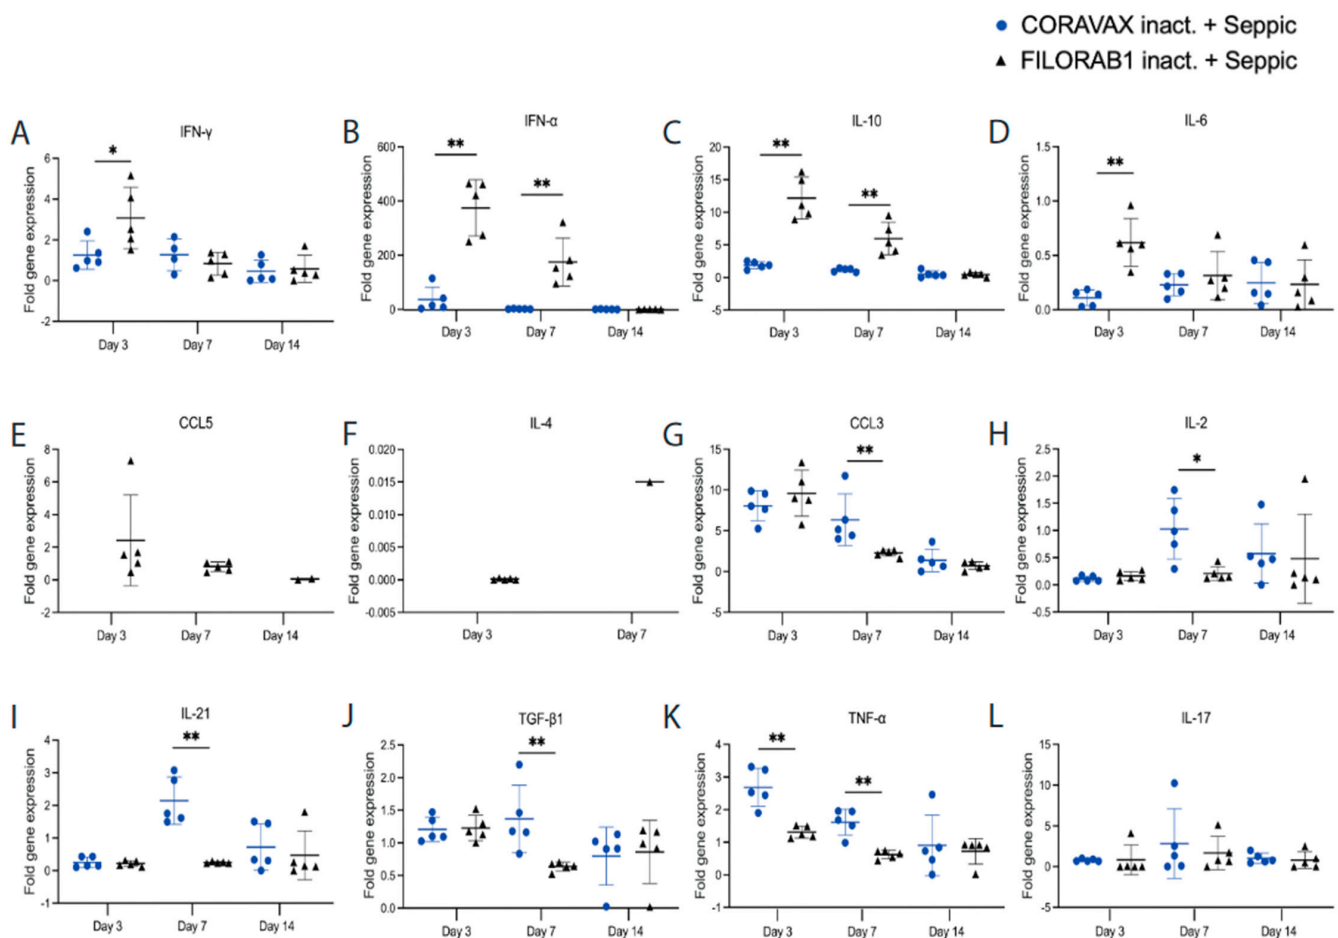 CORAVAX inact. + Seppic
FILORAB1 inact. + Seppic
A
IFN-γ
*
Fold gene expression
6
4
2
0
-2
Day 3
Day 7
Day 14
B
IFN-α
**
**
Fold gene expression
600
400
200
0
Day 3
Day 7
Day 14
C
IL-10
**
**
Fold gene expression
20
15
10
5
0
-5
Day 3
Day 7
Day 14
D
IL-6
**
Fold gene expression
1.5
1.0
0.5
0.0
Day 3
Day 7
Day 14
E
CCL5
Fold gene expression
8
6
4
2
0
-2
Day 3
Day 7
Day 14
F
IL-4
Fold gene expression
0.020
0.015
0.010
0.005
0.000
-0.005
Day 3
Day 7
G
CCL3
**
Fold gene expression
15
10
5
0
-5
Day 3
Day 7
Day 14
H
IL-2
*
Fold gene expression
2.5
2.0
1.5
1.0
0.5
0.0
-0.5
Day 3
Day 7
Day 14
I
IL-21
**
Fold gene expression
4
3
2
1
0
-1
Day 3
Day 7
Day 14
J
TGF-β1
**
Fold gene expression
2.5
2.0
1.5
1.0
0.5
0.0
Day 3
Day 7
Day 14
K
TNF-α
**
**
Fold gene expression
4
3
2
1
0
-1
Day 3
Day 7
Day 14
L
IL-17
Fold gene expression
15
10
5
0
-5
Day 3
Day 7
Day 14